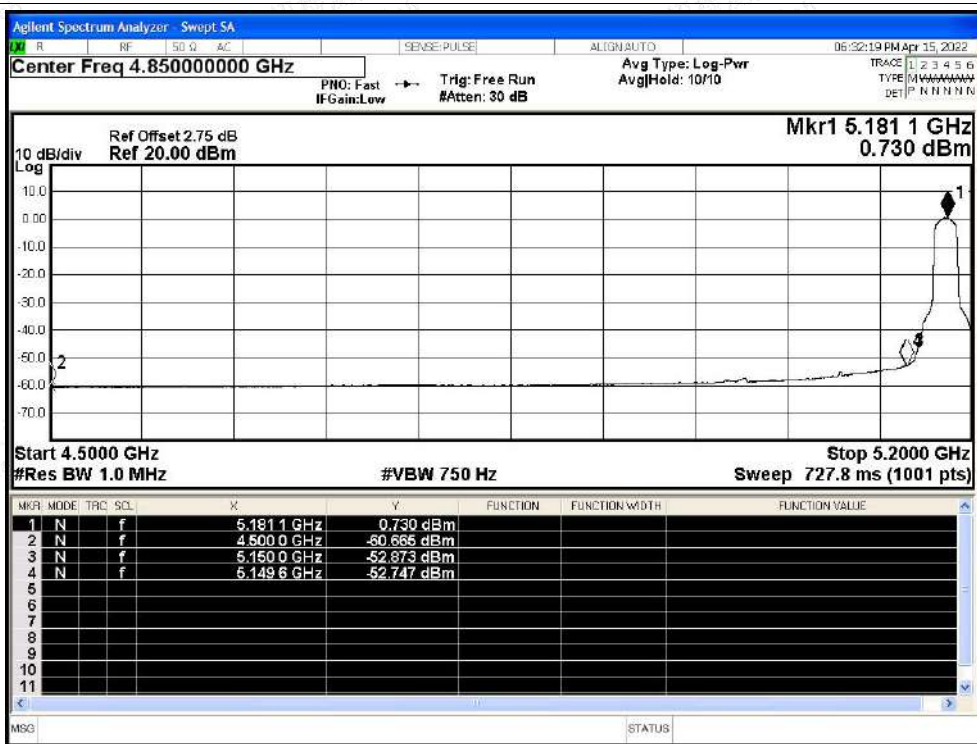 Agilent Spectrum Analyzer - Swept SA
LXI R RF 50 Ω AC SENSE:PULSE ALIGNAUTO 06:32:19 PM Apr 15, 2022
Center Freq 4.850000000 GHz
PNO: Fast
IFGain:Low
Trig: Free Run
#Atten: 30 dB
Avg Type: Log-Pwr
Avg|Hold: 10/10
TRACE 1 2 3 4 5 6
TYPE M
DET P N N N N N
Mkr1 5.181 1 GHz
0.730 dBm
Ref Offset 2.75 dB
10 dB/div Ref 20.00 dBm
Log
10.0
0.00
-10.0
-20.0
-30.0
-40.0
-50.0
-60.0
-70.0
1
2
4
Start 4.5000 GHz Stop 5.2000 GHz
#Res BW 1.0 MHz #VBW 750 Hz Sweep 727.8 ms (1001 pts)
MKR MODE TRC SCL X Y FUNCTION FUNCTION WIDTH FUNCTION VALUE
1 N f 5.181 1 GHz 0.730 dBm
2 N f 4.500 0 GHz -60.665 dBm
3 N f 5.150 0 GHz -52.873 dBm
4 N f 5.149 6 GHz -52.747 dBm
5
6
7
8
9
10
11
MSG STATUS